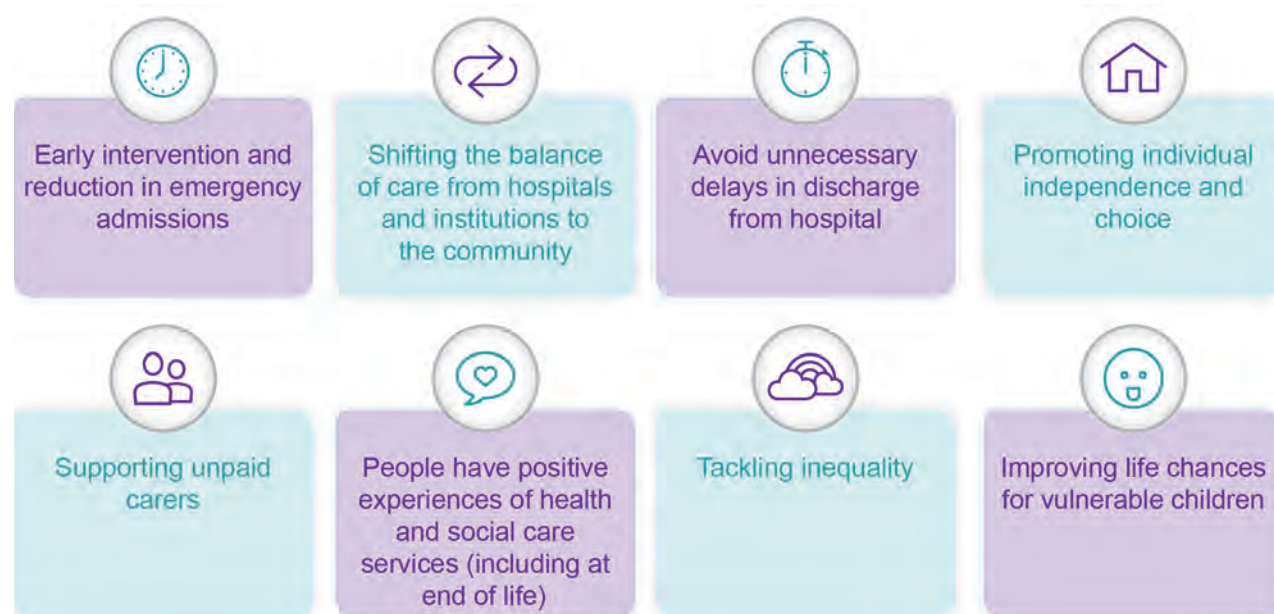 Early intervention and
reduction in emergency
admissions
Shifting the balance
of care from hospitals
and institutions to
the community
Avoid unnecessary
delays in discharge
from hospital
Promoting individual
independence and
choice
Supporting unpaid
carers
People have positive
experiences of health
and social care
services (including at
end of life)
Tackling inequality
Improving life chances
for vulnerable children